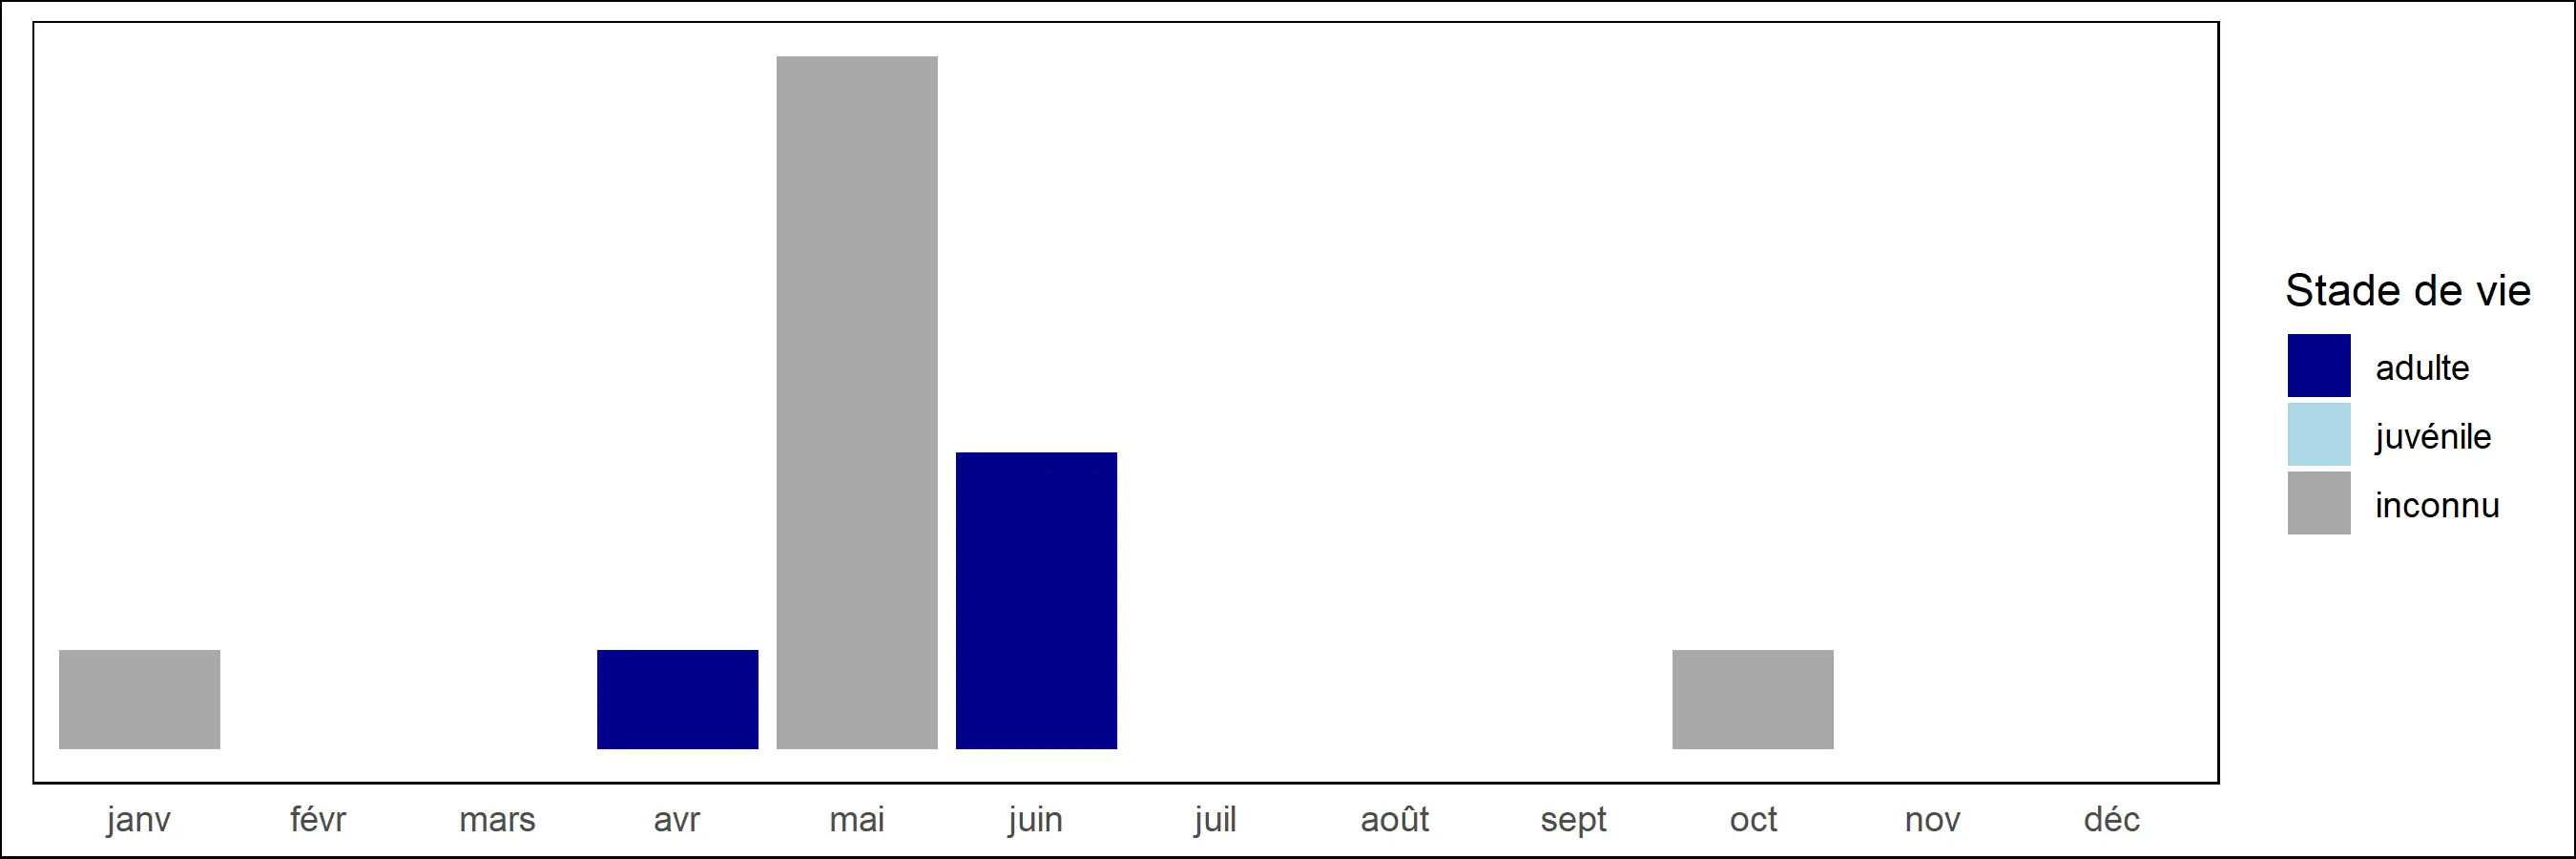 Stade de vie
adulte
juvénile
inconnu
janv févr mars avr mai juin juil août sept oct nov déc